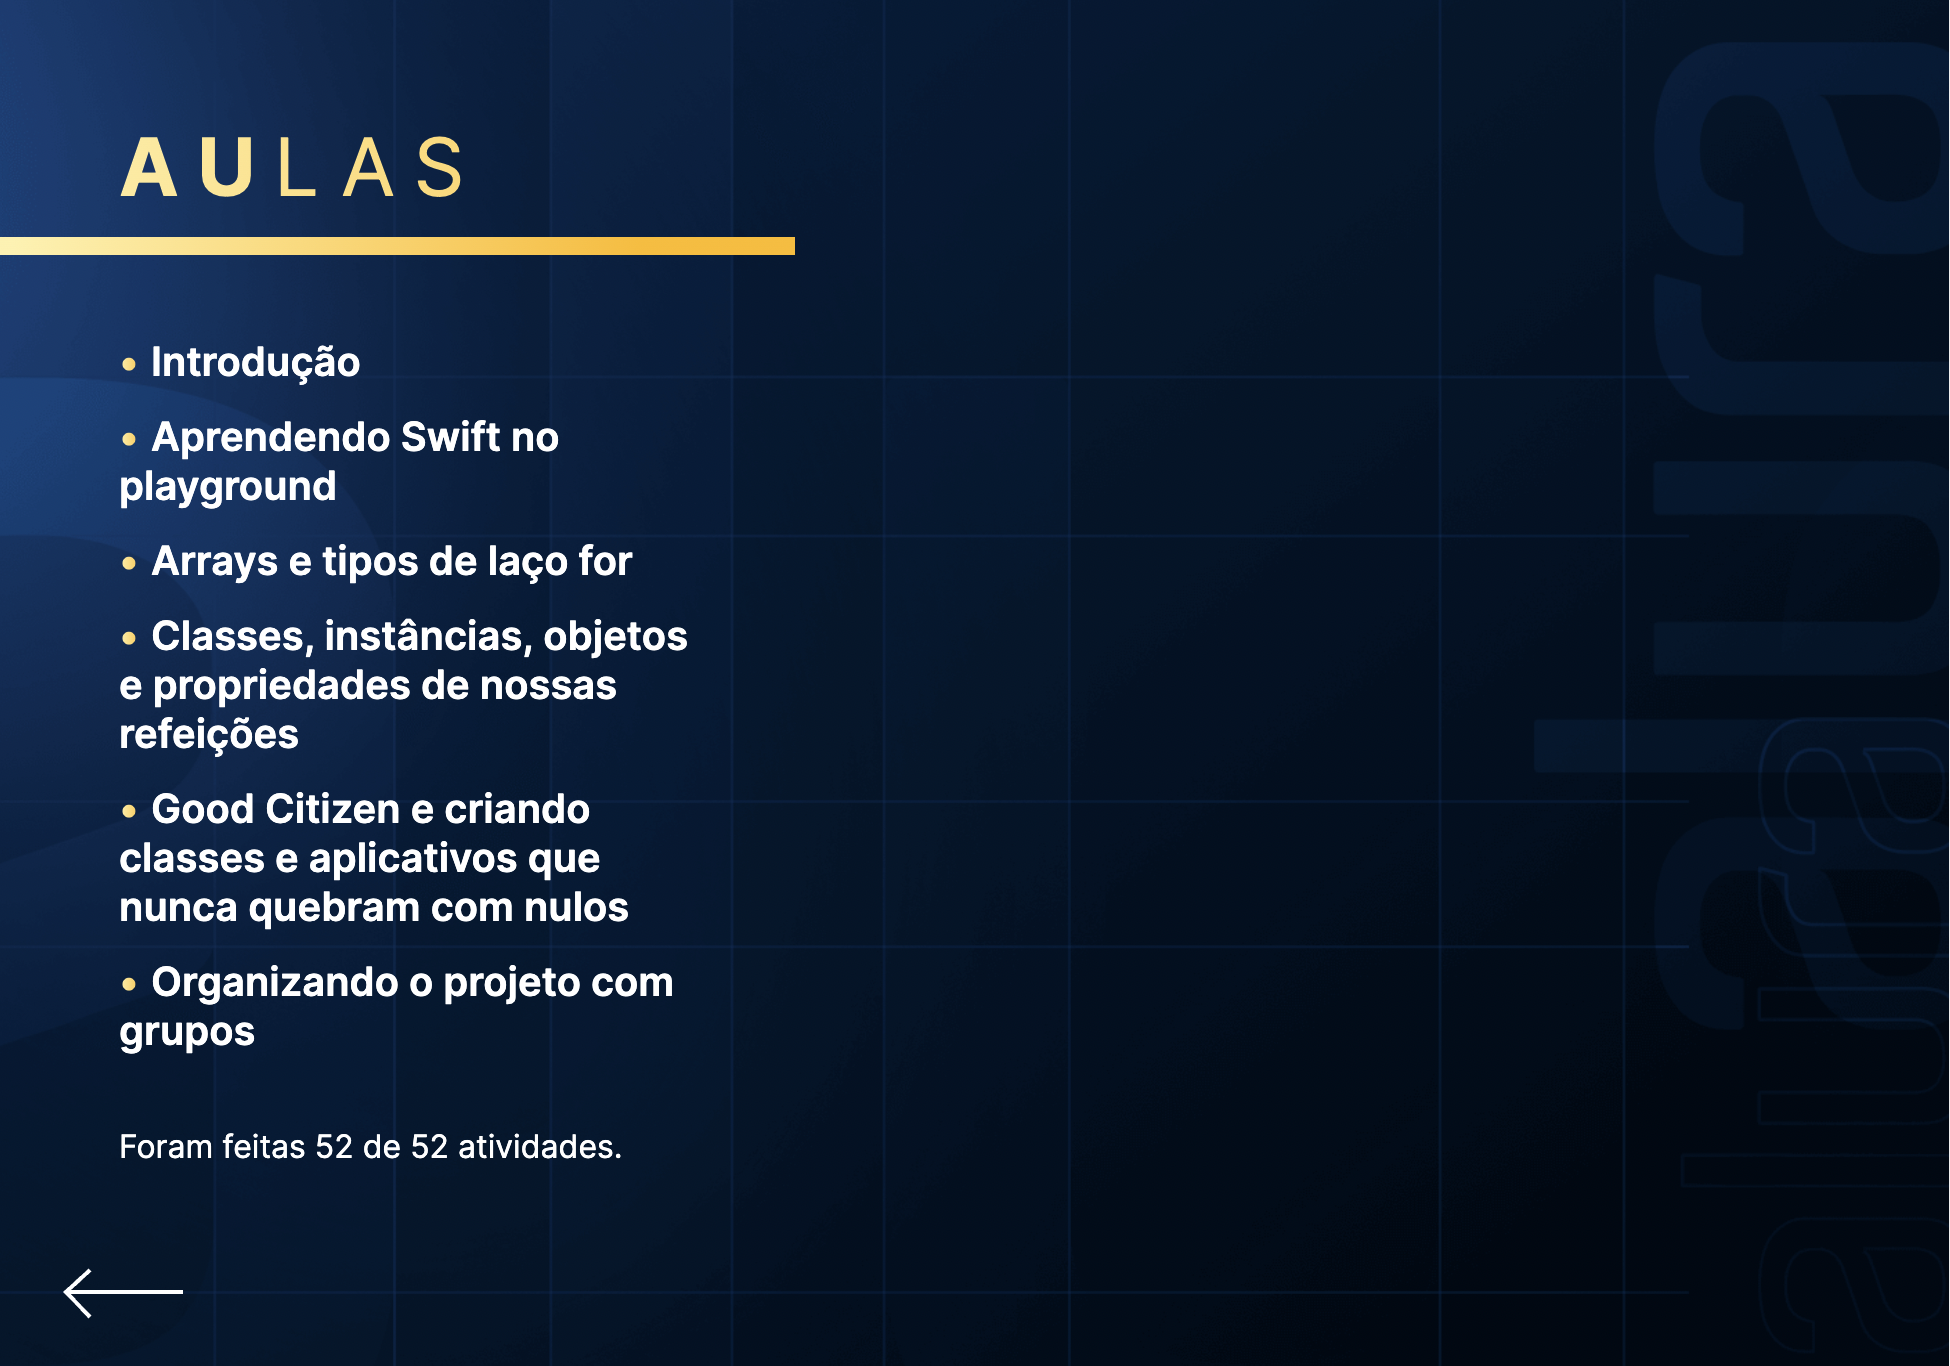 AULAS
• Introdução
• Aprendendo Swift no
playground
• Arrays e tipos de laço for
• Classes, instâncias, objetos
e propriedades de nossas
refeições
• Good Citizen e criando
classes e aplicativos que
nunca quebram com nulos
• Organizando o projeto com
grupos
Foram feitas 52 de 52 atividades.
alura
alura